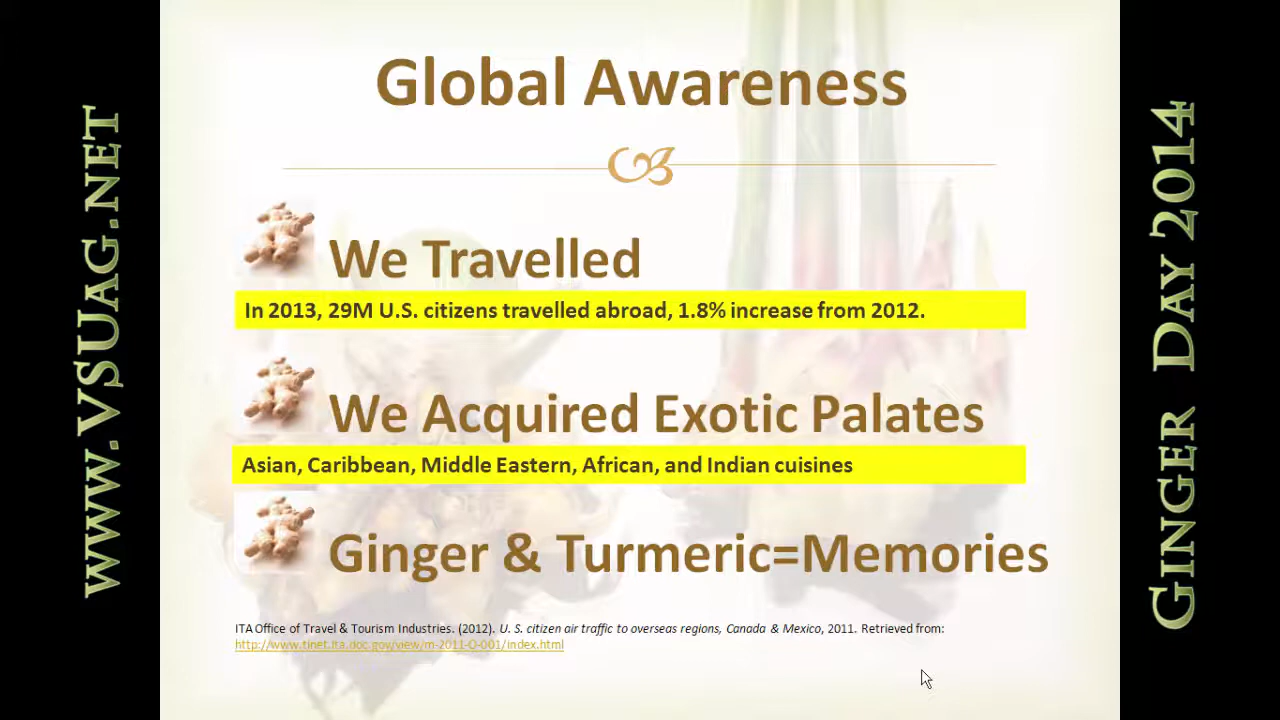 WWW.VSUAG.NET
Global Awareness
We Travelled
In 2013, 29M U.S. citizens travelled abroad, 1.8% increase from 2012.
We Acquired Exotic Palates
Asian, Caribbean, Middle Eastern, African, and Indian cuisines
Ginger & Turmeric=Memories
ITA Office of Travel & Tourism Industries. (2012). U. S. citizen air traffic to overseas regions, Canada & Mexico, 2011. Retrieved from:
http://www.tinet.ita.doc.gov/view/m-2011-O-001/index.html
GINGER DAY 2014